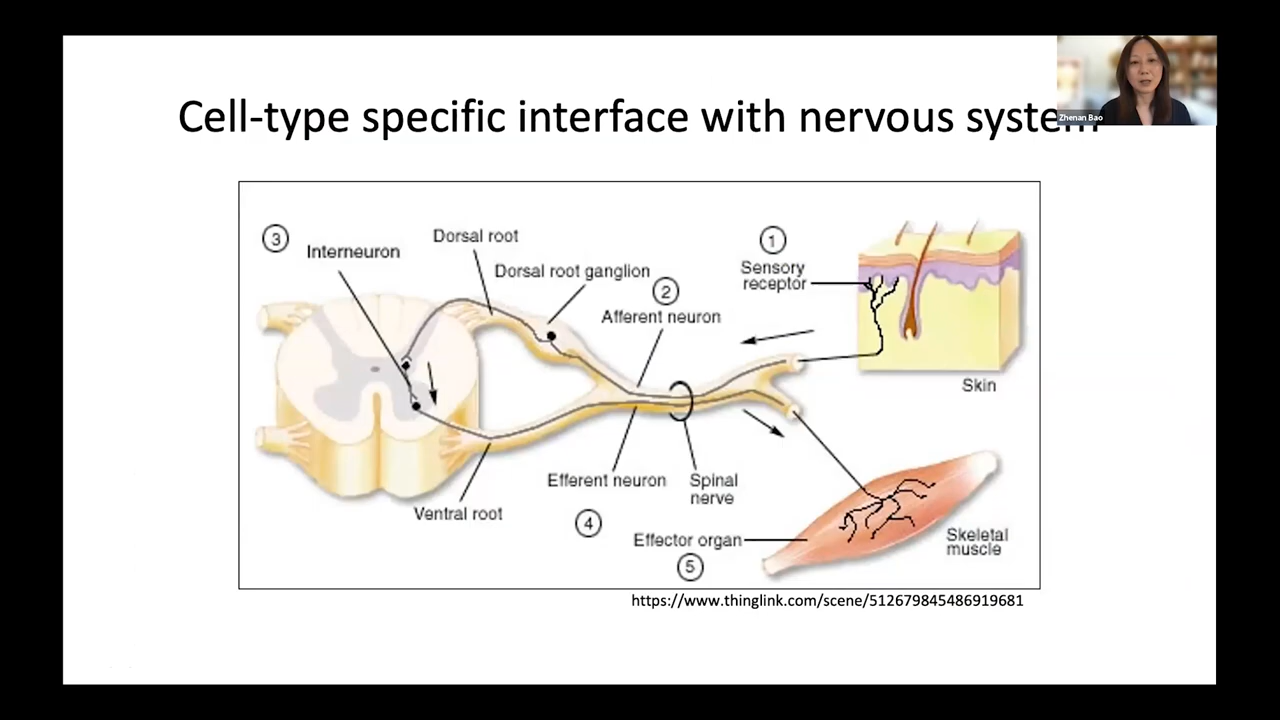 Cell-type specific interface with nervous system
Zhenan Bao
3
Interneuron
Dorsal root
Dorsal root ganglion
2
Afferent neuron
1
Sensory
receptor
Skin
Efferent neuron
4
Spinal
nerve
Ventral root
Effector organ
5
Skeletal
muscle
https://www.thinglink.com/scene/512679845486919681